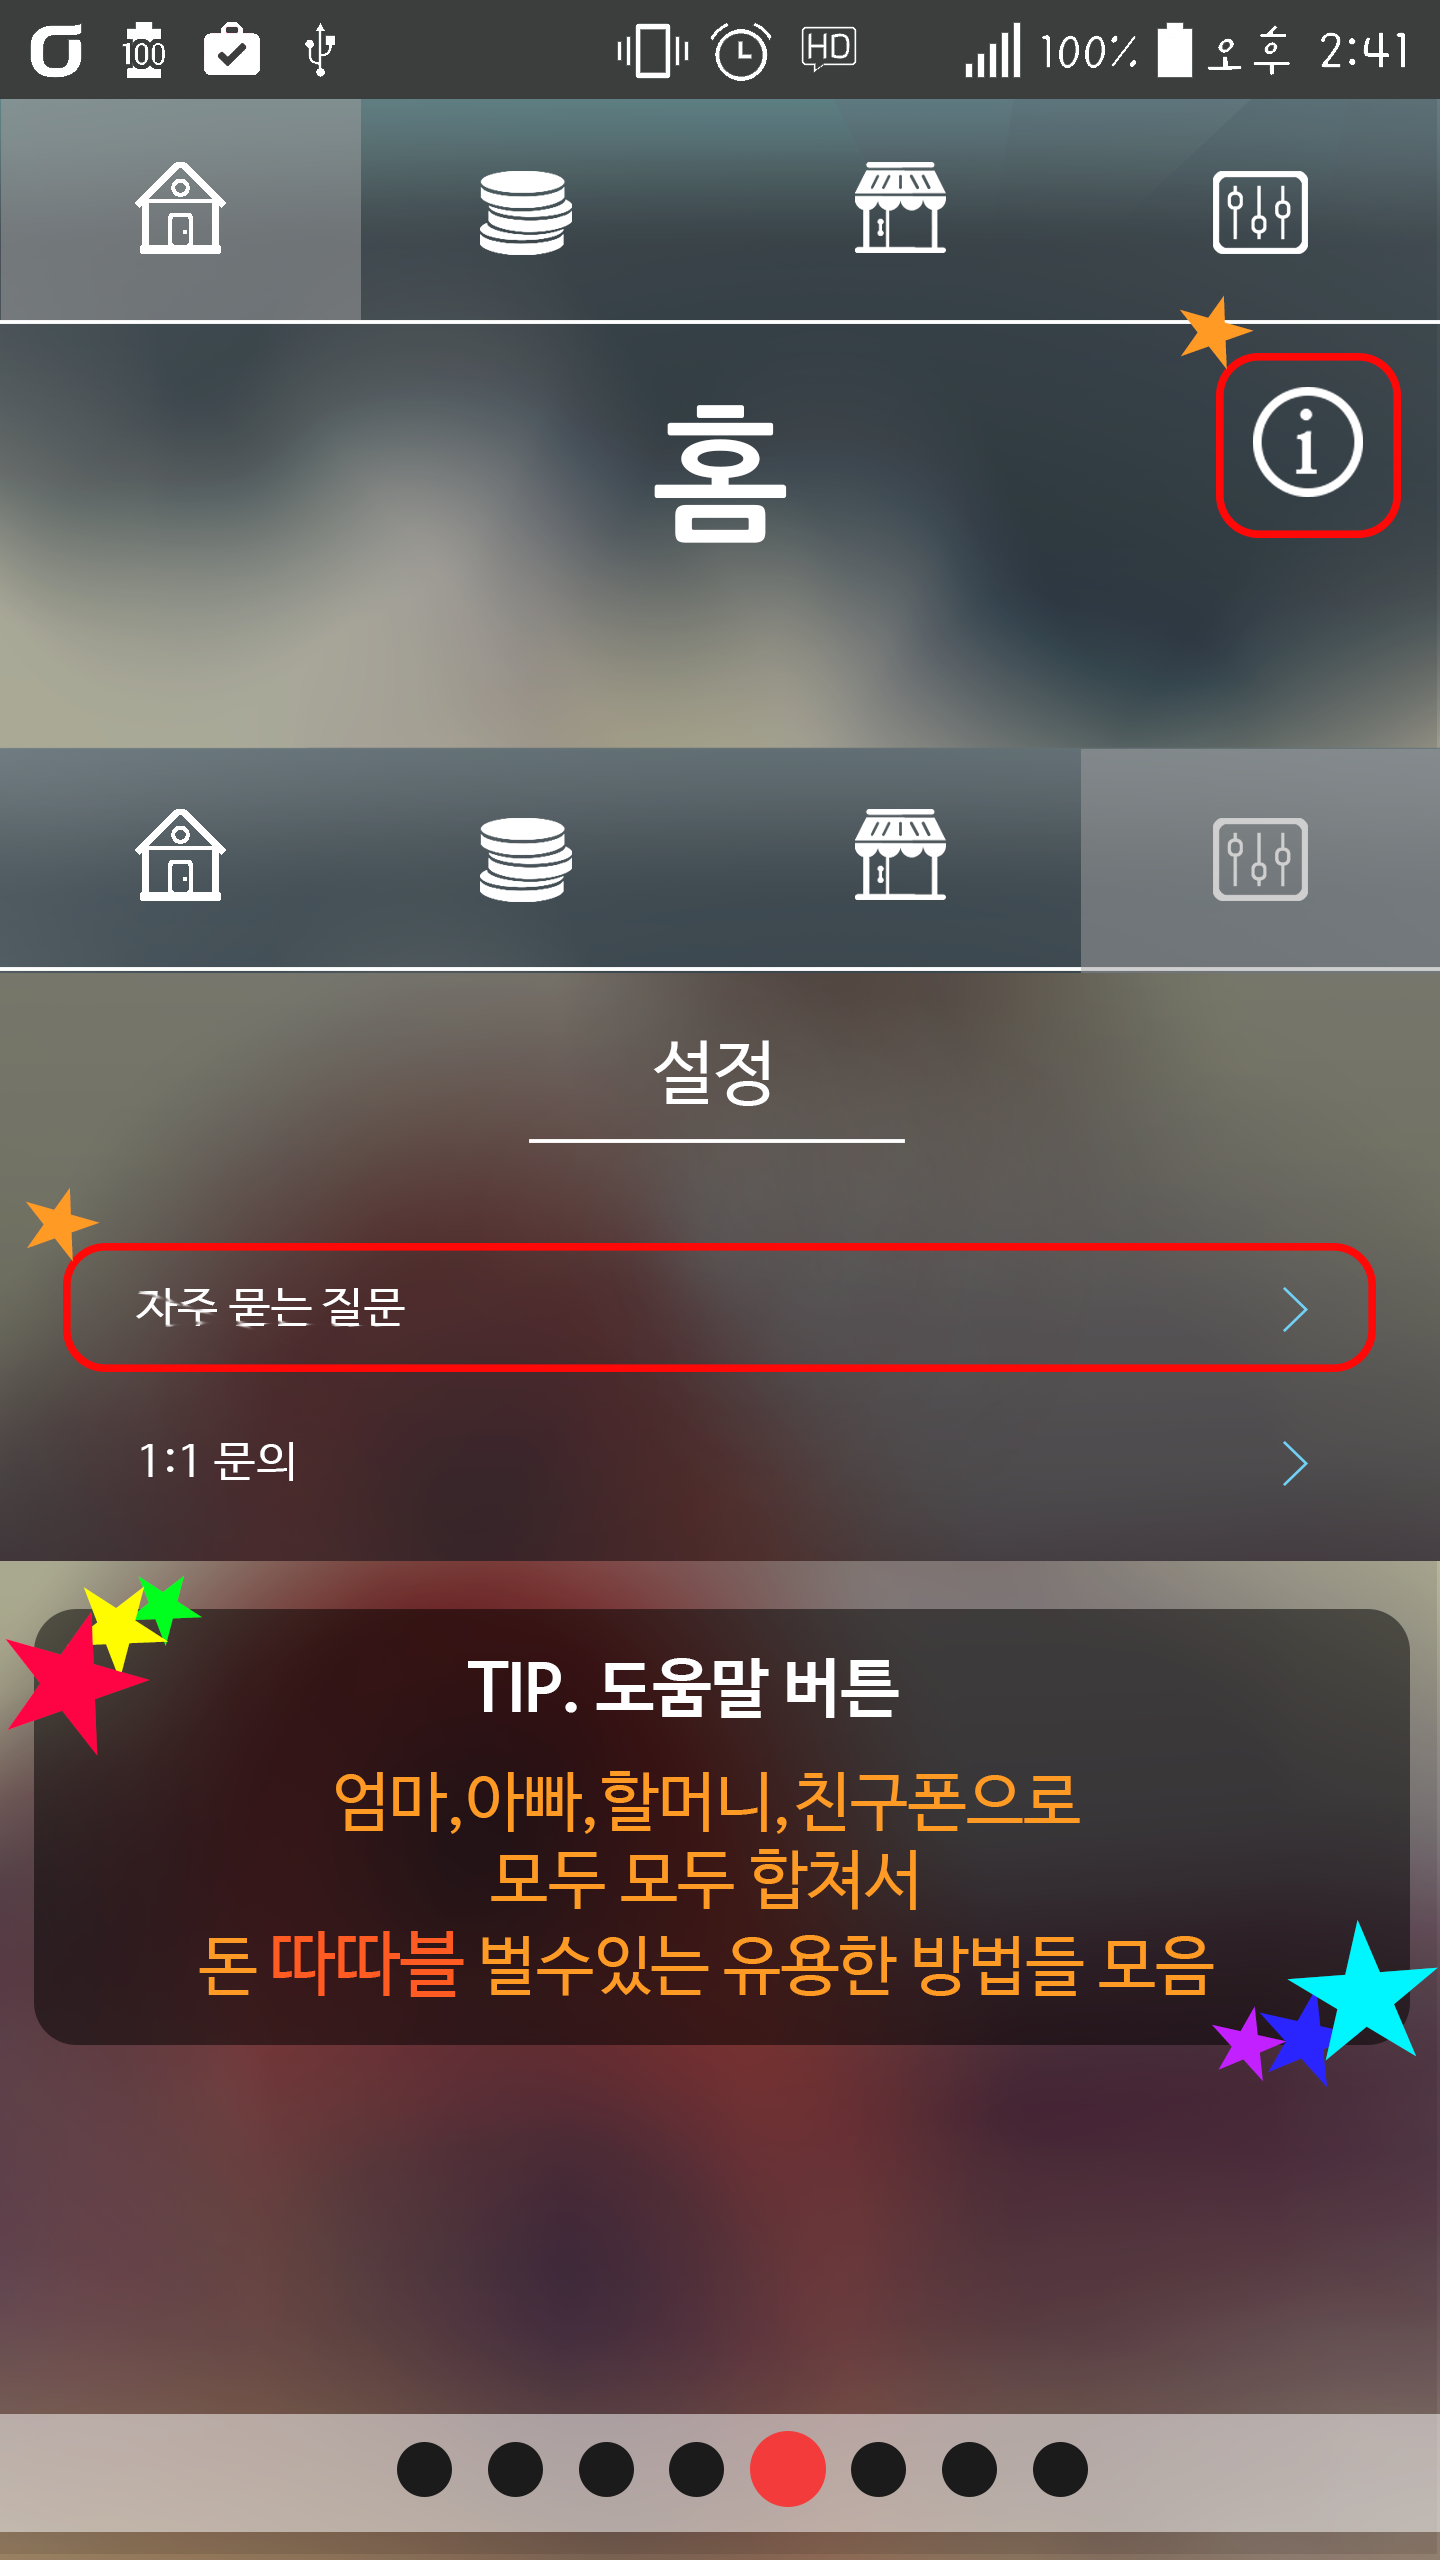 100 HD 100% 오후 2:41
홈
설정
자주 묻는 질문
1:1 문의
TIP. 도움말 버튼
엄마,아빠,할머니,친구폰으로
모두 모두 합쳐서
돈 따따블 벌수있는 유용한 방법들 모음